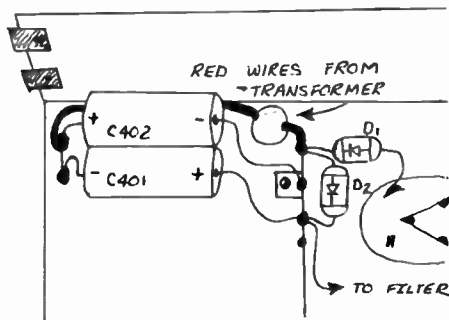 RED WIRES FROM
TRANSFORMER
+ C402 -
- C401 +
D1
D2
TO FILTER